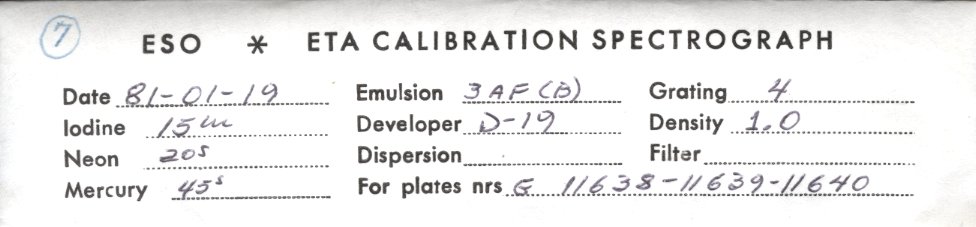 7 ESO * ETA CALIBRATION SPECTROGRAPH
Date 81-01-19 Emulsion 3AF(B) Grating 4
Iodine 15m Developer D-19 Density 1.0
Neon 20s Dispersion Filter
Mercury 45s For plates nrs G 11638-11639-11640